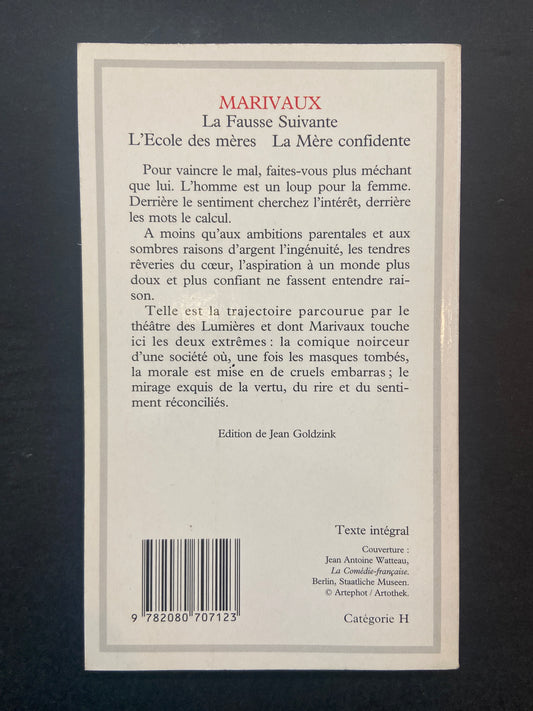 MARIVAUX
La Fausse Suivante
L'Ecole des mères La Mère confidente
Pour vaincre le mal, faites-vous plus méchant
que lui. L'homme est un loup pour la femme.
Derrière le sentiment cherchez l'intérêt, derrière
les mots le calcul.
A moins qu'aux ambitions parentales et aux
sombres raisons d'argent l'ingénuité, les tendres
rêveries du cœur, l'aspiration à un monde plus
doux et plus confiant ne fassent entendre rai-
son.
Telle est la trajectoire parcourue par le
théâtre des Lumières et dont Marivaux touche
ici les deux extrêmes : la comique noirceur
d'une société où, une fois les masques tombés,
la morale est mise en de cruels embarras ; le
mirage exquis de la vertu, du rire et du senti-
ment réconciliés.
Edition de Jean Goldzink
Texte intégral
Couverture :
Jean Antoine Watteau,
La Comédie-française.
Berlin, Staatliche Museen.
© Artephot / Artothek.
9 782080 707123
Catégorie H